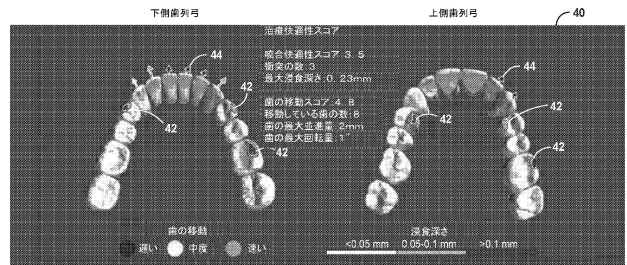 下側歯列弓
上側歯列弓
40
治療快適性スコア
咬合快適性スコア:3.5
衝突の数:3
最大浸食深さ:0.23mm
歯の移動スコア:4.8
移動している歯の数:8
歯の最大並進量:2mm
歯の最大回転量:1°
44
42
42
42
44
42
42
42
歯の移動
遅い
中度
速い
浸食深さ
<0.05 mm
0.05-0.1 mm
>0.1 mm